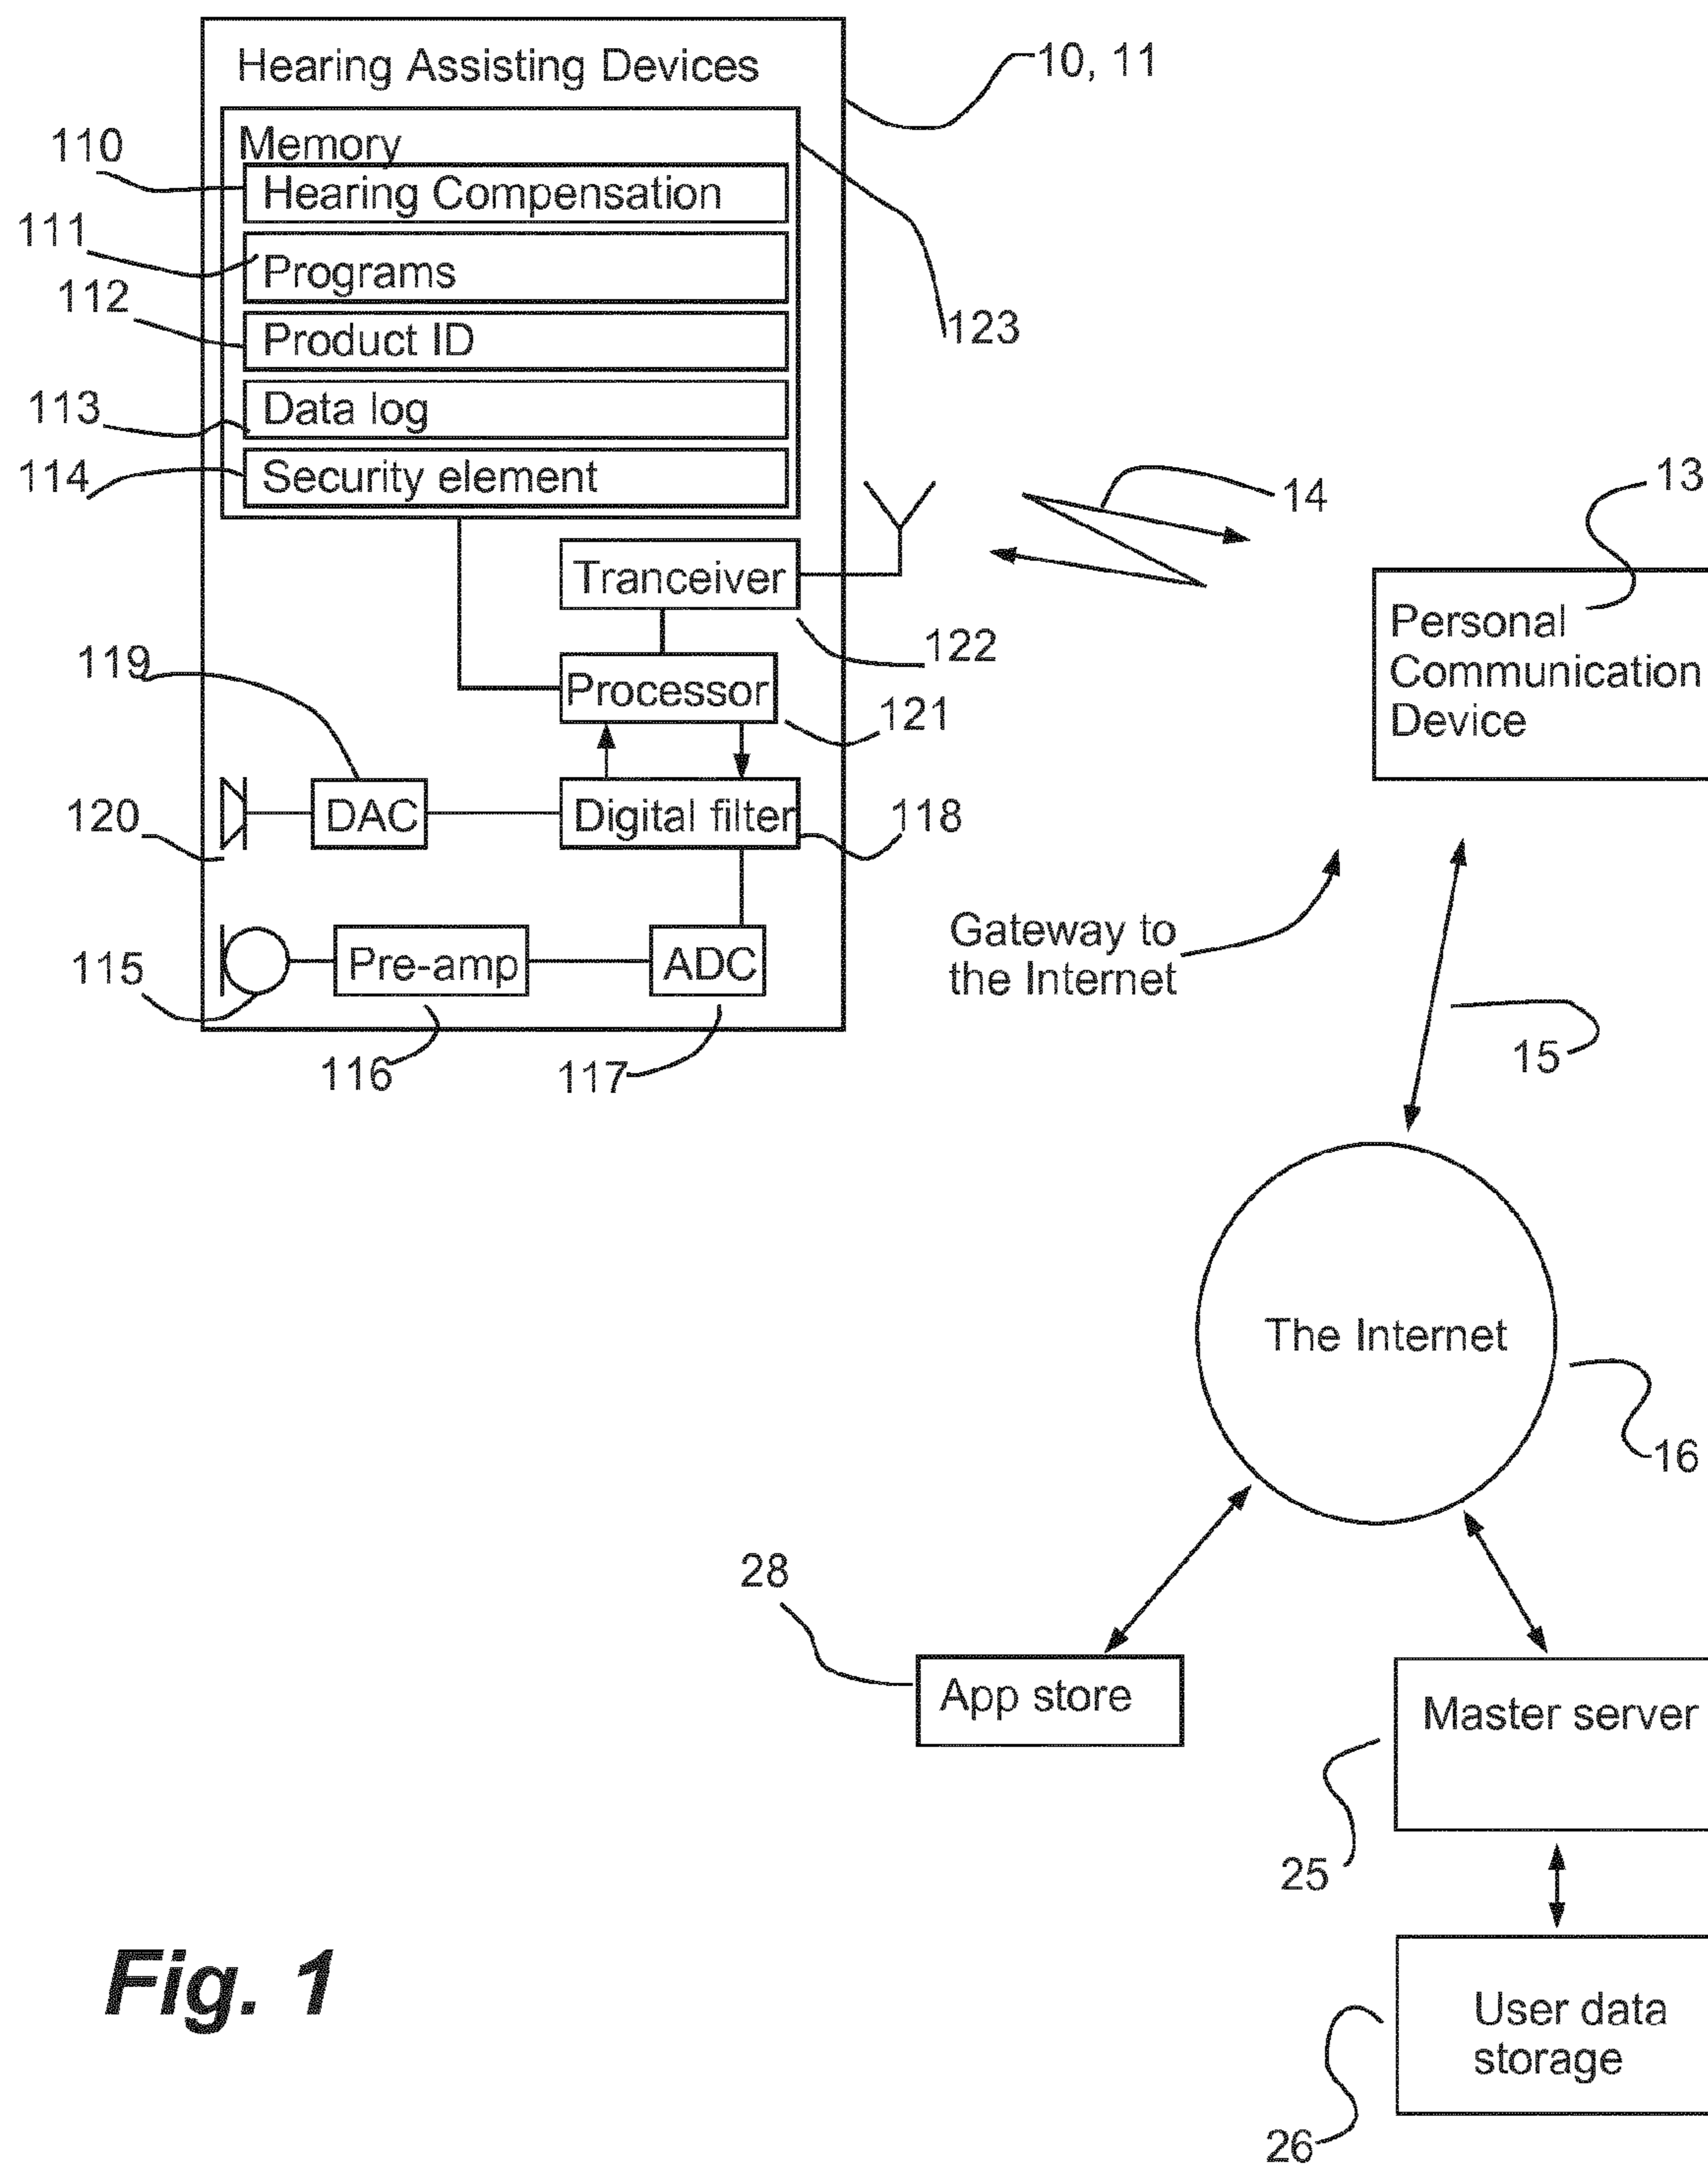 Hearing Assisting Devices
10, 11
Memory
110
Hearing Compensation
111
Programs
112
Product ID
123
113
Data log
114
Security element
14
13
Tranceiver
122
Personal
Communication
Device
119
Processor
121
120
DAC
Digital filter
118
Gateway to
the Internet
115
Pre-amp
ADC
15
116
117
The Internet
16
28
App store
Master server
25
Fig. 1
User data
storage
26